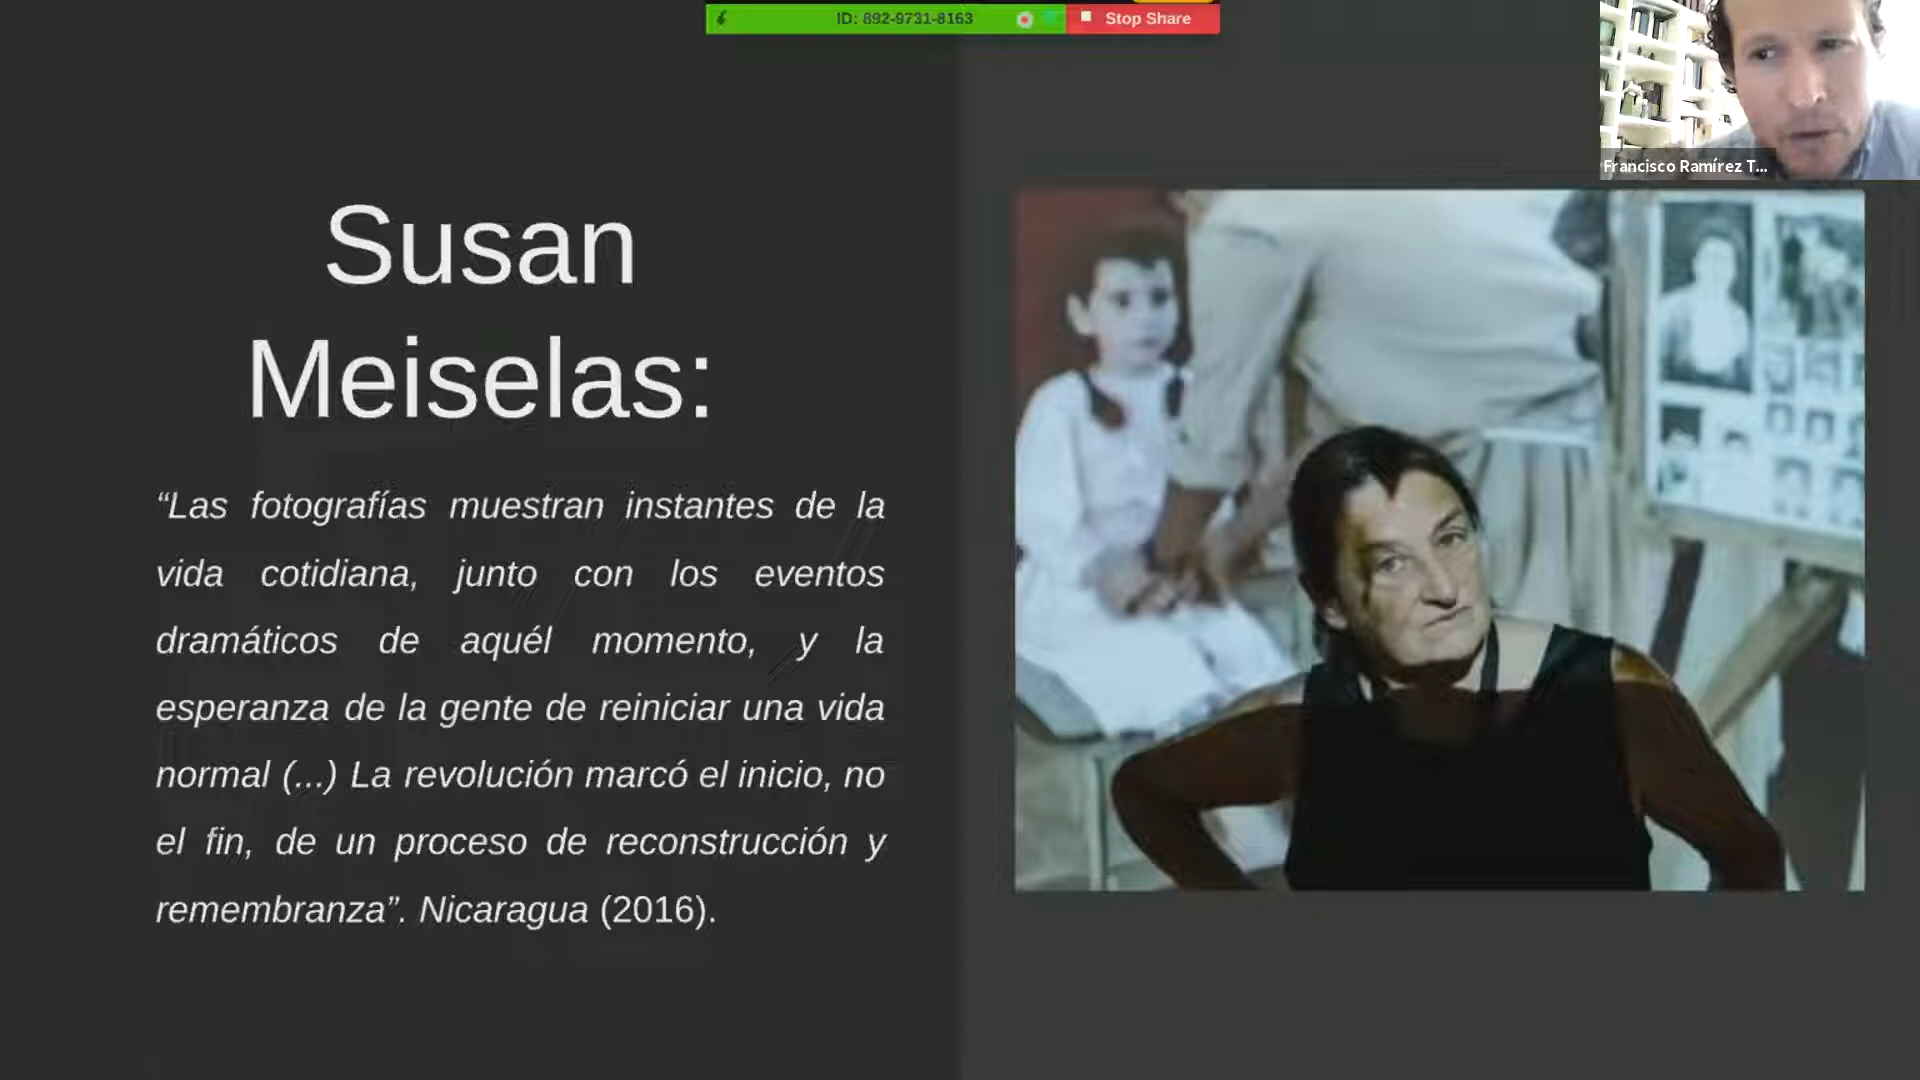 ID: 892-9731-8163
Stop Share
Francisco Ramírez T...
Susan
Meiselas:
“Las fotografías muestran instantes de la
vida cotidiana, junto con los eventos
dramáticos de aquél momento, y la
esperanza de la gente de reiniciar una vida
normal (...) La revolución marcó el inicio, no
el fin, de un proceso de reconstrucción y
remembranza”. Nicaragua (2016).